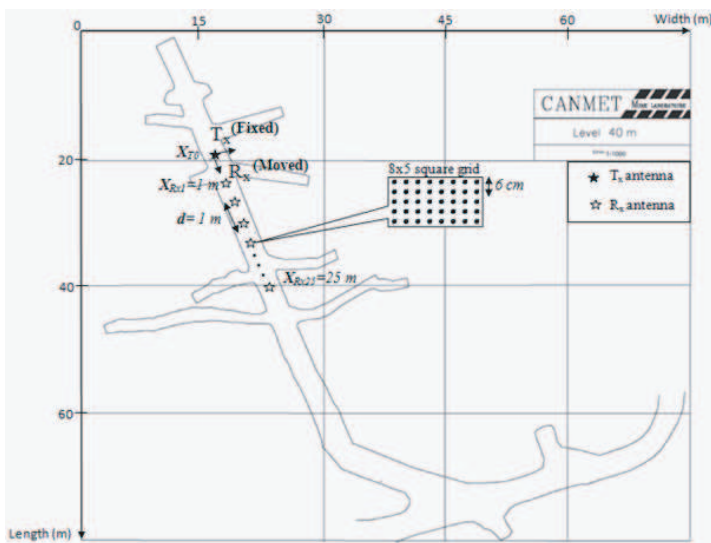 0
15
30
45
60
Width (m)
CANMET
Level 40 m
Tx (Fixed)
XT0
20
Rx (Moved)
8x5 square grid
Tx antenna
XRx1=1 m
6 cm
Rx antenna
d= 1 m
XRx25=25 m
40
60
Length (m)